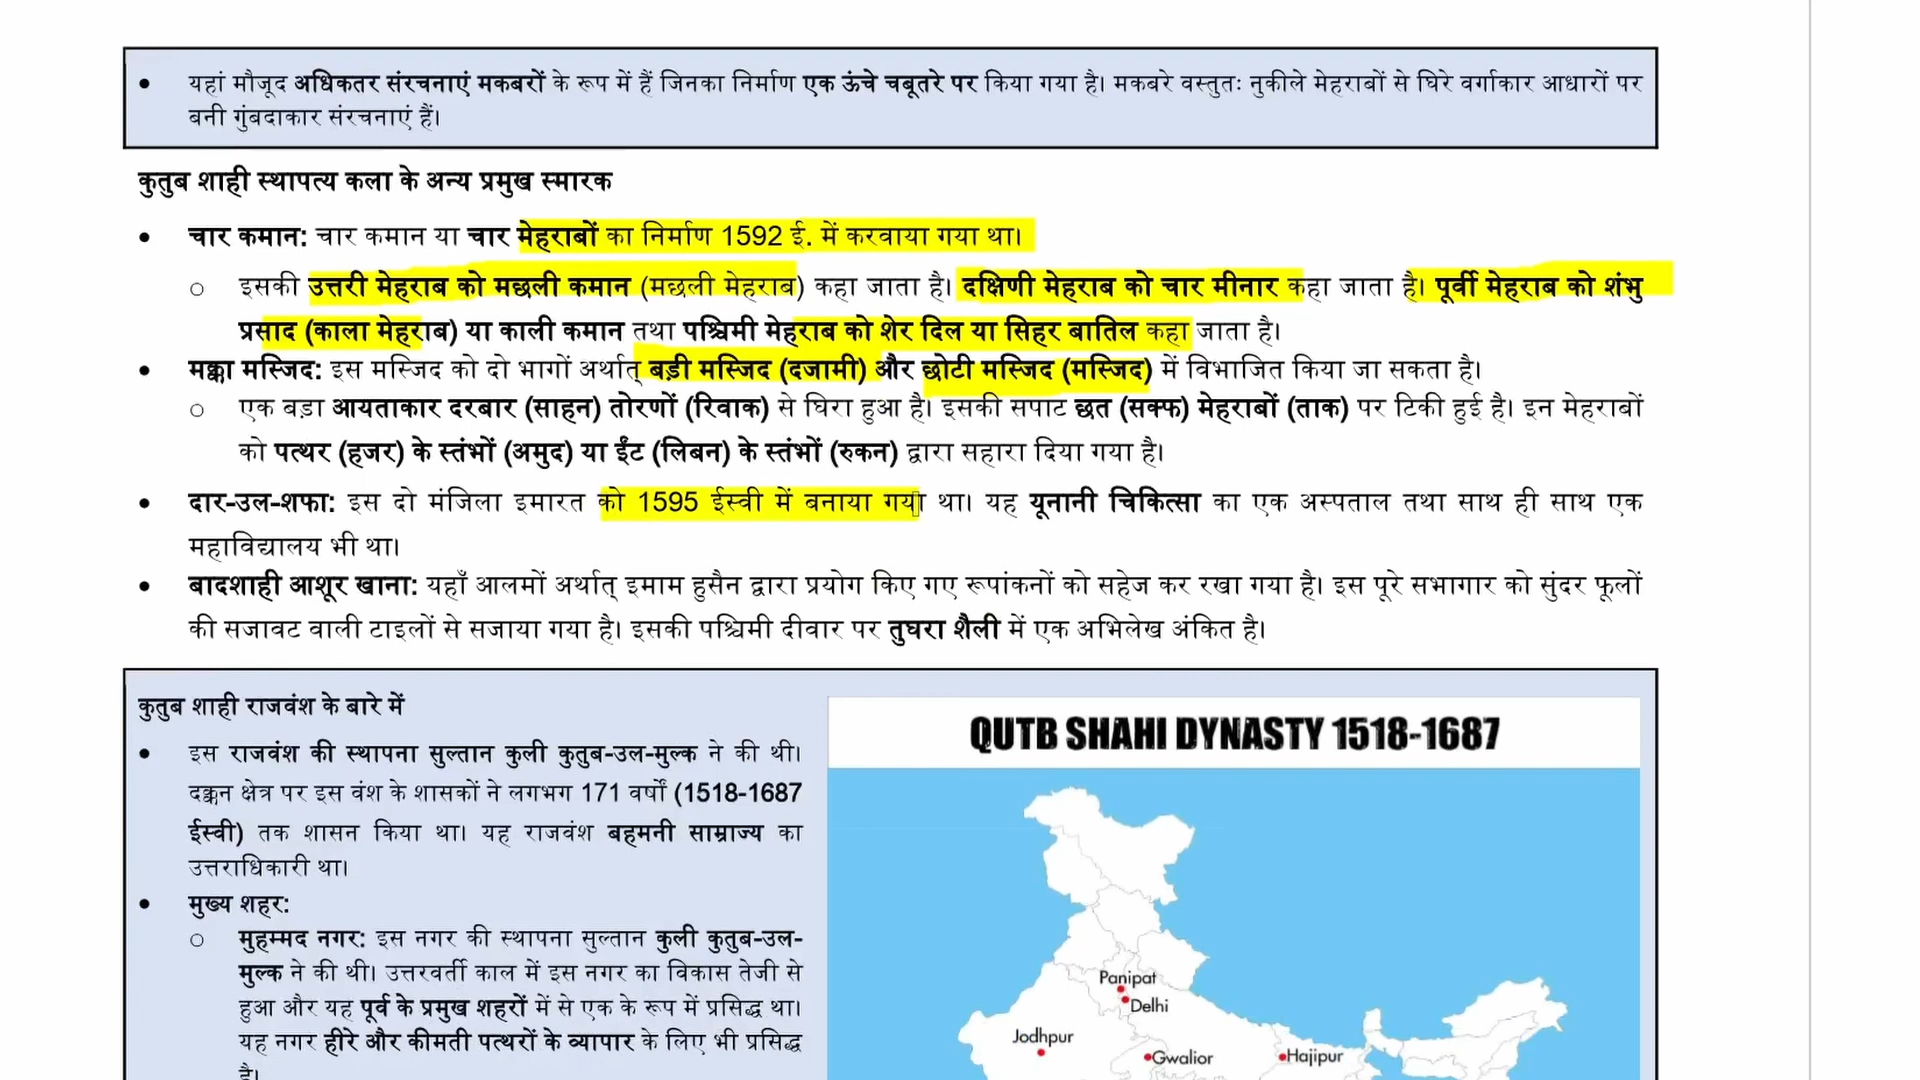 • यहां मौजूद अधिकतर संरचनाएं मकबरों के रूप में हैं जिनका निर्माण एक ऊंचे चबूतरे पर किया गया है। मकबरे वस्तुतः नुकीले मेहराबों से घिरे वर्गाकार आधारों पर
बनी गुंबदाकार संरचनाएं हैं।
कुतुब शाही स्थापत्य कला के अन्य प्रमुख स्मारक
• चार कमान: चार कमान या चार मेहराबों का निर्माण 1592 ई. में करवाया गया था।
o इसकी उत्तरी मेहराब को मछली कमान (मछली मेहराब) कहा जाता है। दक्षिणी मेहराब को चार मीनार कहा जाता है। पूर्वी मेहराब को शंभु
प्रसाद (काला मेहराब) या काली कमान तथा पश्चिमी मेहराब को शेर दिल या सिहर बातिल कहा जाता है।
• मक्का मस्जिद: इस मस्जिद को दो भागों अर्थात् बड़ी मस्जिद (दजामी) और छोटी मस्जिद (मस्जिद) में विभाजित किया जा सकता है।
o एक बड़ा आयताकार दरबार (साहन) तोरणों (रिवाक) से घिरा हुआ है। इसकी सपाट छत (सक्फ) मेहराबों (ताक) पर टिकी हुई है। इन मेहराबों
को पत्थर (हजर) के स्तंभों (अमुद) या ईंट (लिबन) के स्तंभों (रुकन) द्वारा सहारा दिया गया है।
• दार-उल-शफा: इस दो मंजिला इमारत को 1595 ईस्वी में बनाया गया था। यह यूनानी चिकित्सा का एक अस्पताल तथा साथ ही साथ एक
महाविद्यालय भी था।
• बादशाही आशूर खाना: यहाँ आलमों अर्थात् इमाम हुसैन द्वारा प्रयोग किए गए रूपांकनों को सहेज कर रखा गया है। इस पूरे सभागार को सुंदर फूलों
की सजावट वाली टाइलों से सजाया गया है। इसकी पश्चिमी दीवार पर तुघरा शैली में एक अभिलेख अंकित है।
कुतुब शाही राजवंश के बारे में
• इस राजवंश की स्थापना सुल्तान कुली कुतुब-उल-मुल्क ने की थी।
दक्कन क्षेत्र पर इस वंश के शासकों ने लगभग 171 वर्षों (1518-1687
ईस्वी) तक शासन किया था। यह राजवंश बहमनी साम्राज्य का
उत्तराधिकारी था।
• मुख्य शहर:
o मुहम्मद नगर: इस नगर की स्थापना सुल्तान कुली कुतुब-उल-
मुल्क ने की थी। उत्तरवर्ती काल में इस नगर का विकास तेजी से
हुआ और यह पूर्व के प्रमुख शहरों में से एक के रूप में प्रसिद्ध था।
यह नगर हीरे और कीमती पत्थरों के व्यापार के लिए भी प्रसिद्ध
है।
QUTB SHAHI DYNASTY 1518-1687
Panipat
Delhi
Jodhpur
Gwalior
Hajipur